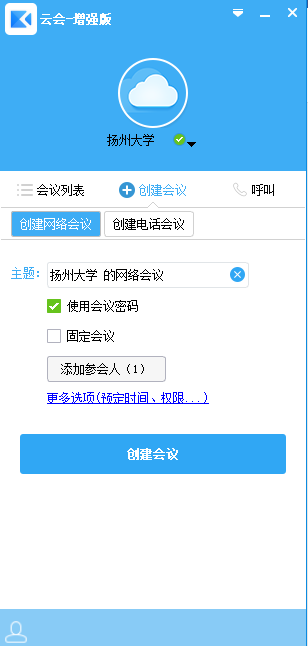 云会-增强版
扬州大学
会议列表 创建会议 呼叫
创建网络会议 创建电话会议
主题: 扬州大学 的网络会议
使用会议密码
固定会议
添加参会人（1）
更多选项(预定时间、权限...)
创建会议